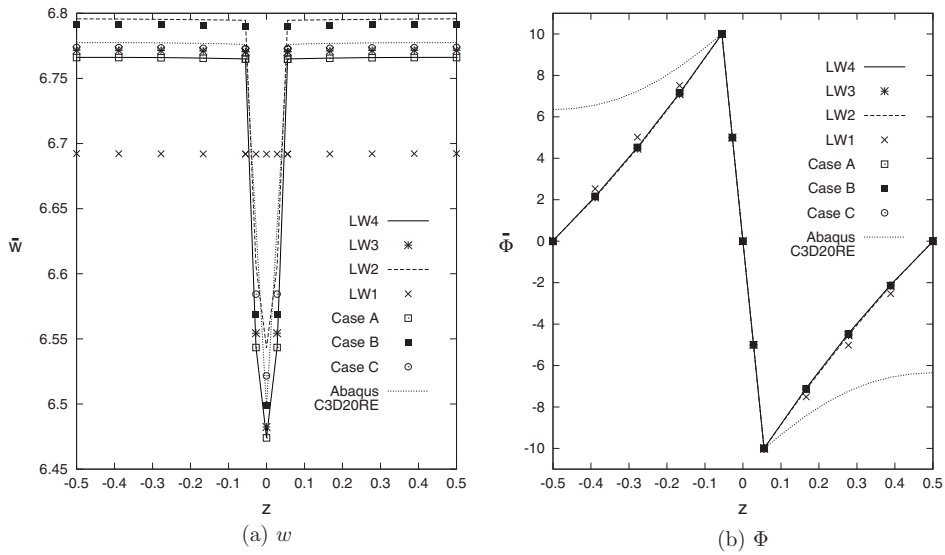 6.8
6.75
6.7
6.65
6.6
6.55
6.5
6.45
w̄
LW4
LW3
LW2
LW1
Case A
Case B
Case C
Abaqus
C3D20RE
-0.5 -0.4 -0.3 -0.2 -0.1 0 0.1 0.2 0.3 0.4 0.5
z
(a) w
10
8
6
4
2
0
-2
-4
-6
-8
-10
Φ̄
LW4
LW3
LW2
LW1
Case A
Case B
Case C
Abaqus
C3D20RE
-0.5 -0.4 -0.3 -0.2 -0.1 0 0.1 0.2 0.3 0.4 0.5
z
(b) Φ